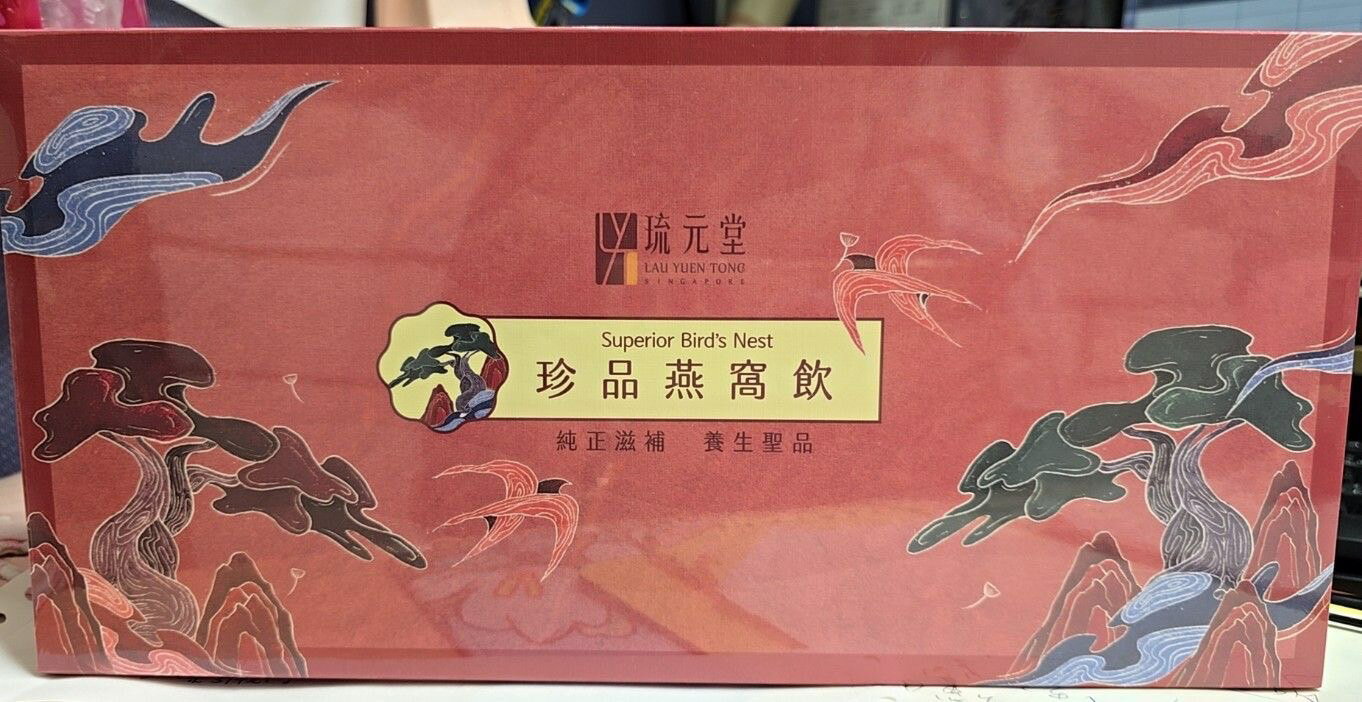 琉元堂
LAU YUEN TONG
SINGAPORE
Superior Bird's Nest
珍品燕窩飲
純正滋補 養生聖品